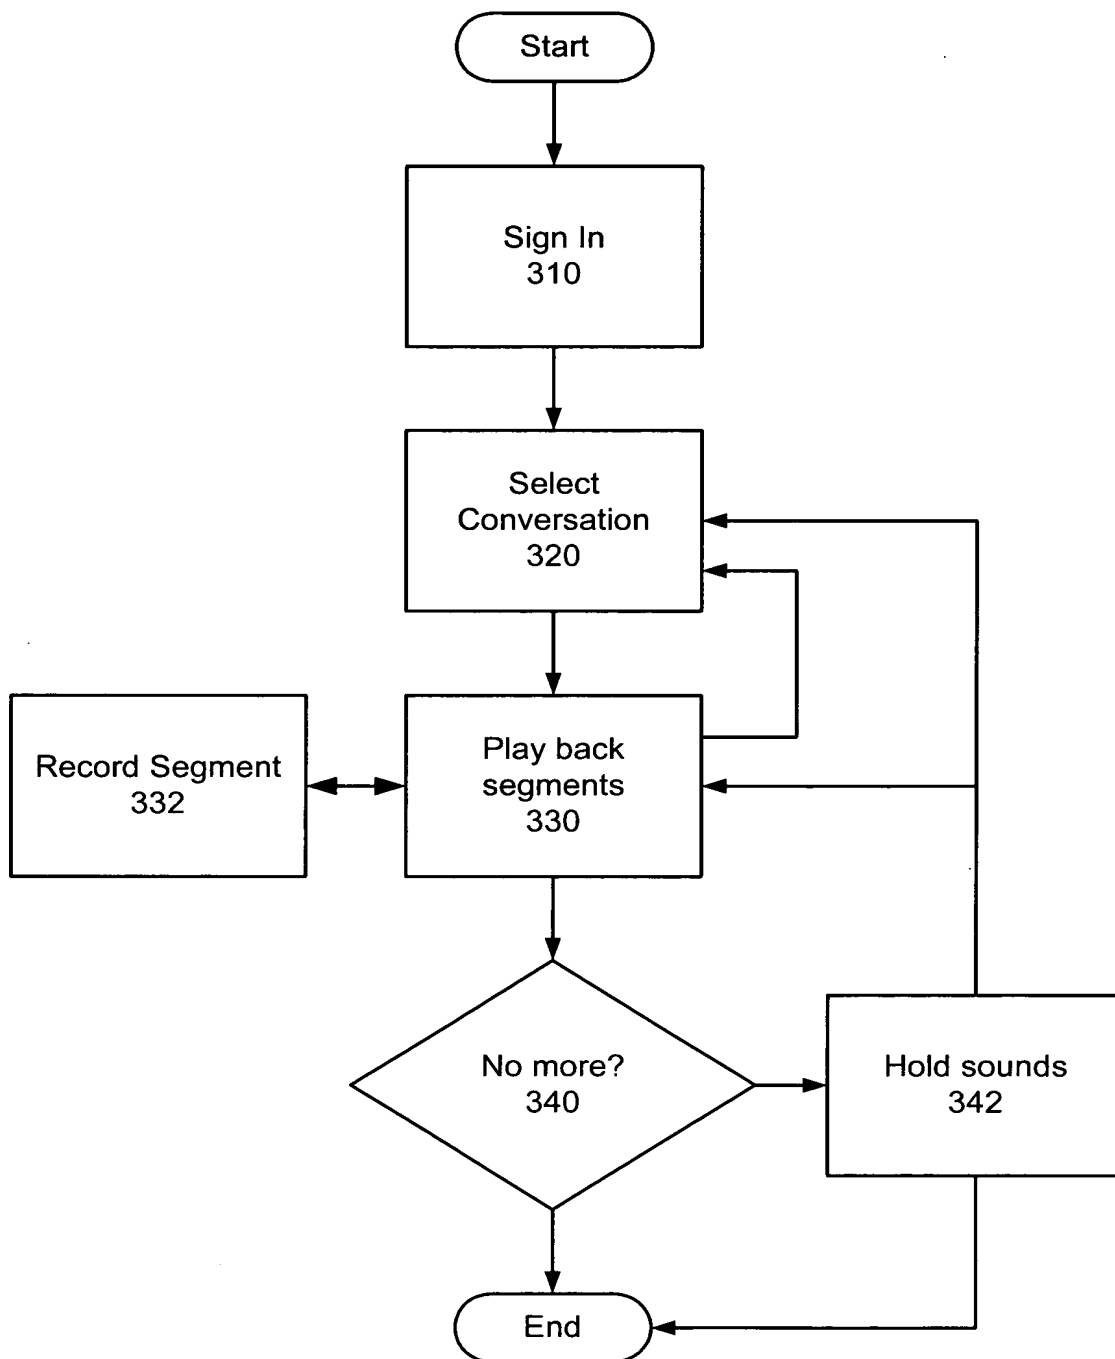 Start
Sign In
310
Select
Conversation
320
Record Segment
332
Play back
segments
330
No more?
340
Hold sounds
342
End